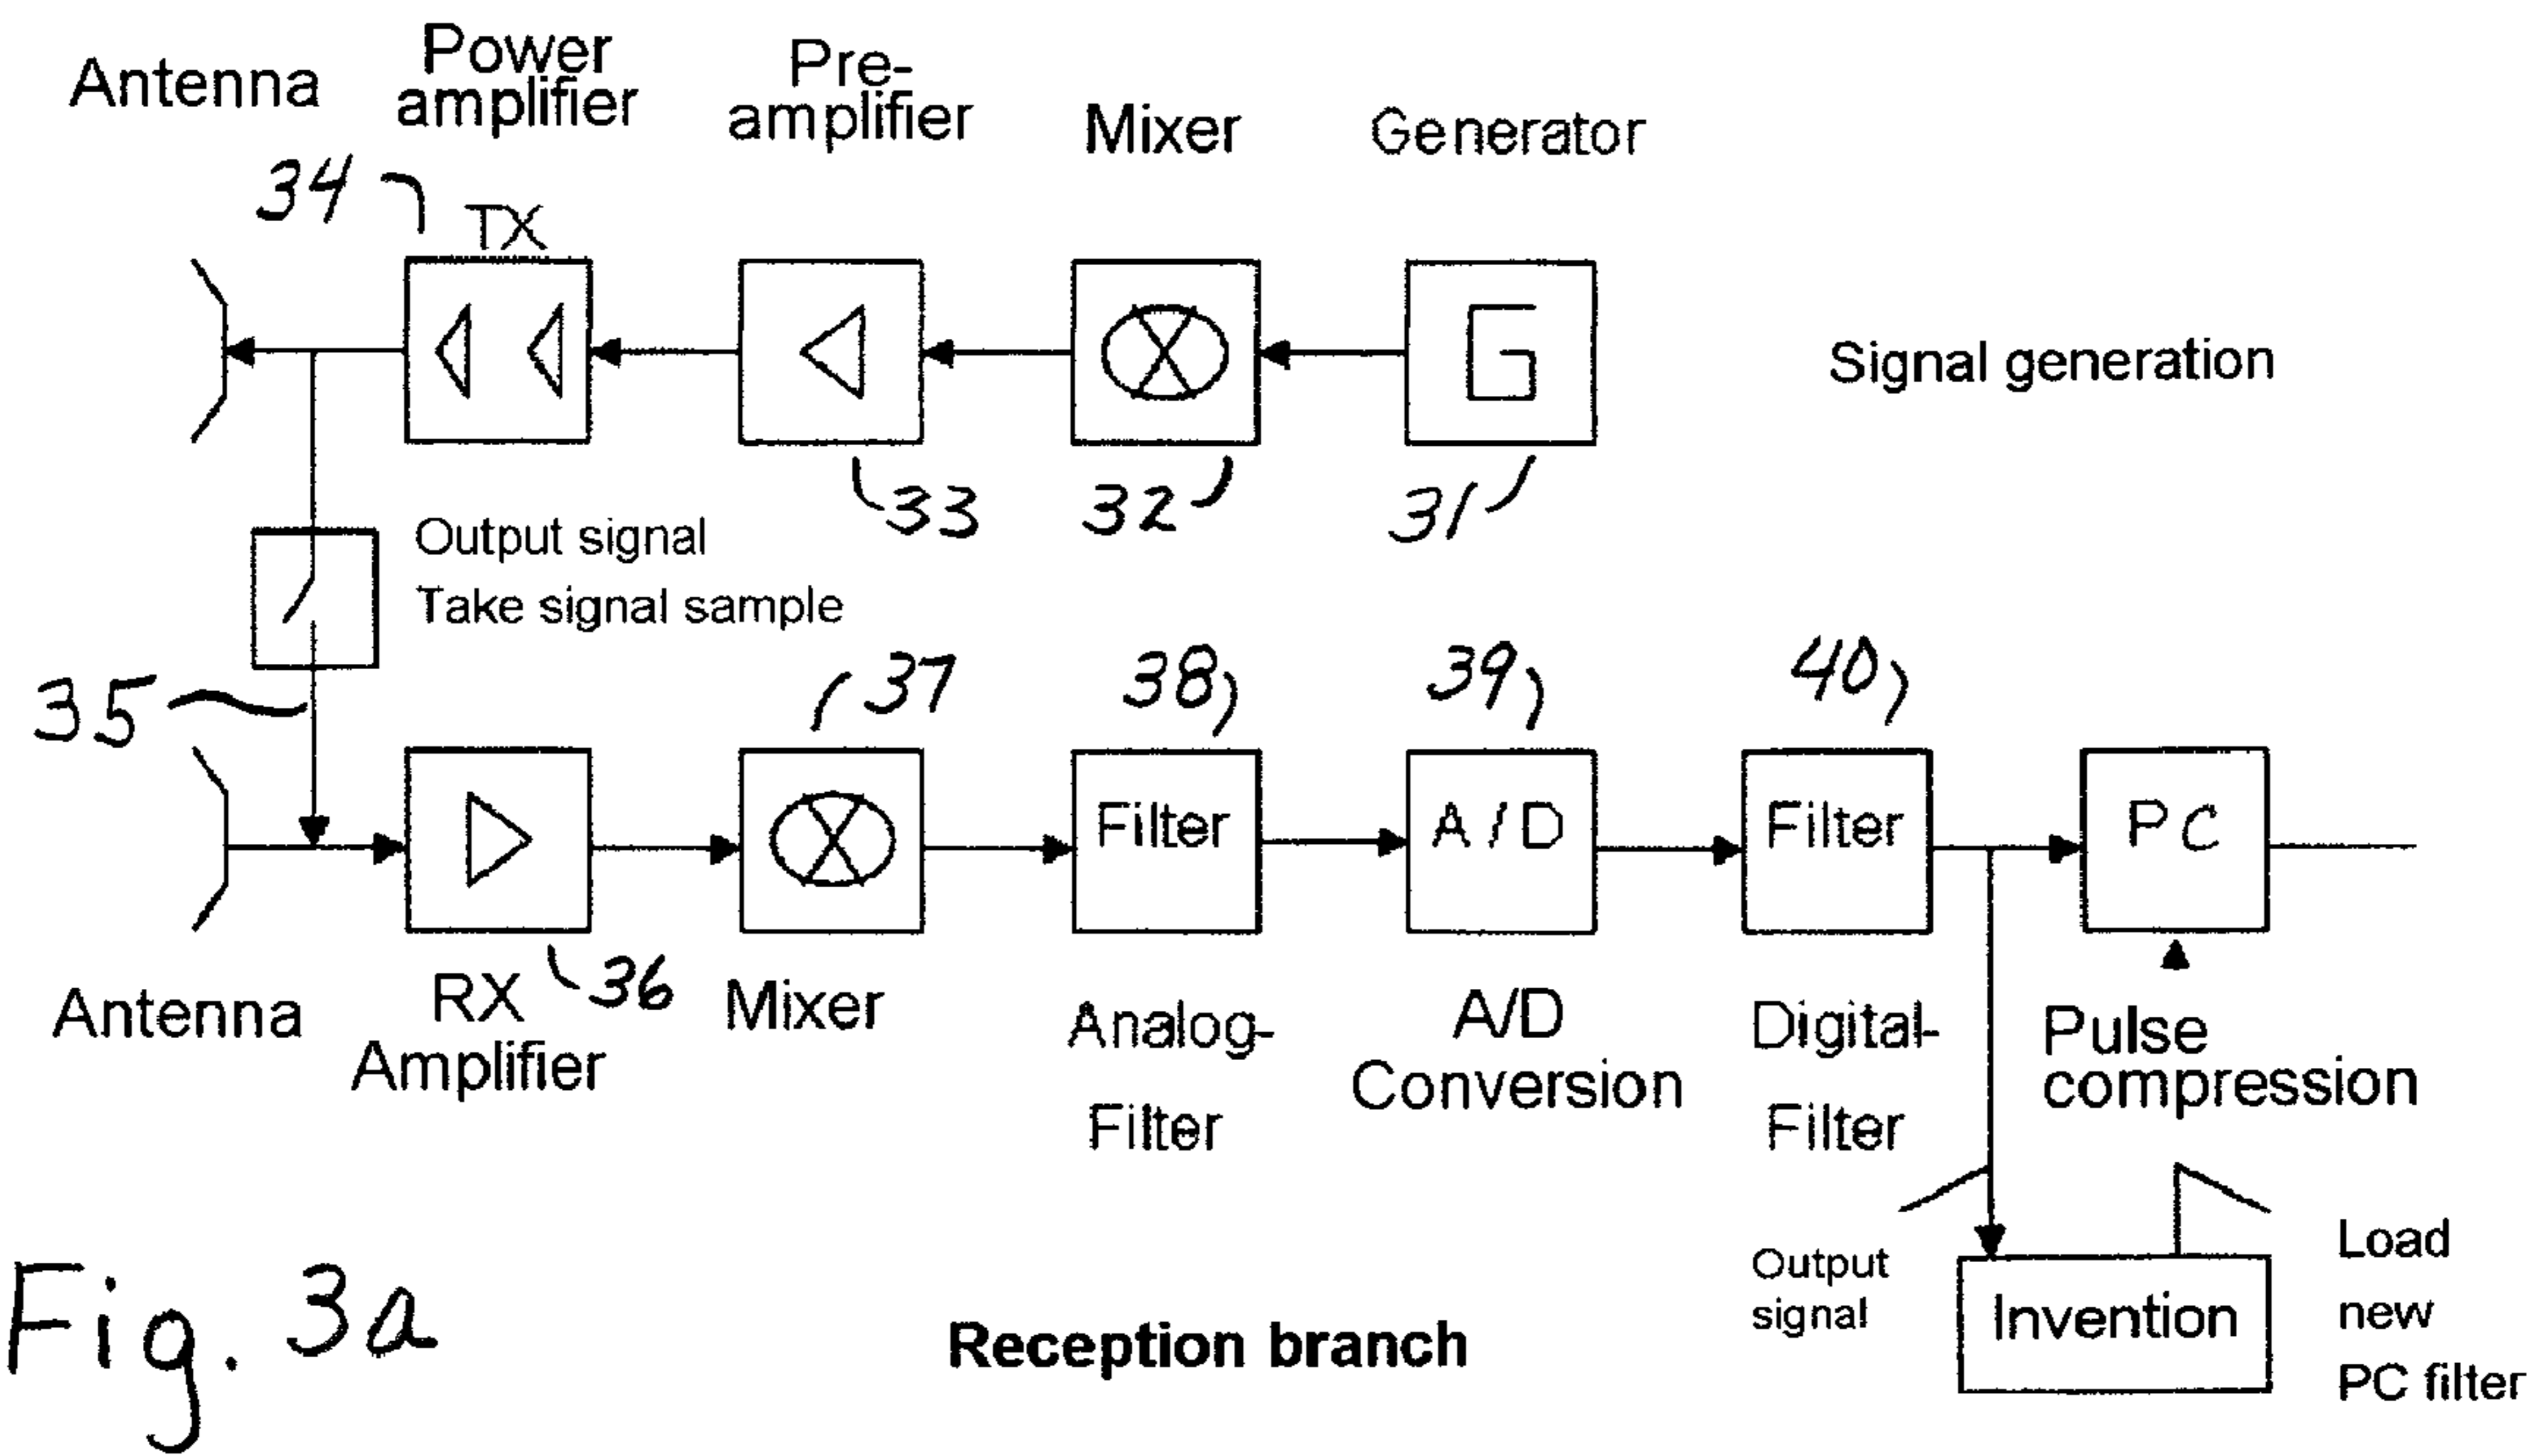 Antenna
Power
amplifier
Pre-
amplifier
Mixer
Generator
34
TX
G
Signal generation
33
32
31
Output signal
Take signal sample
35
37
38
39
40
Filter
A/D
Filter
PC
Antenna
RX
Amplifier
36
Mixer
Analog-
Filter
A/D
Conversion
Digital-
Filter
Pulse
compression
Output
signal
Invention
Load
new
PC filter
Fig. 3a
Reception branch